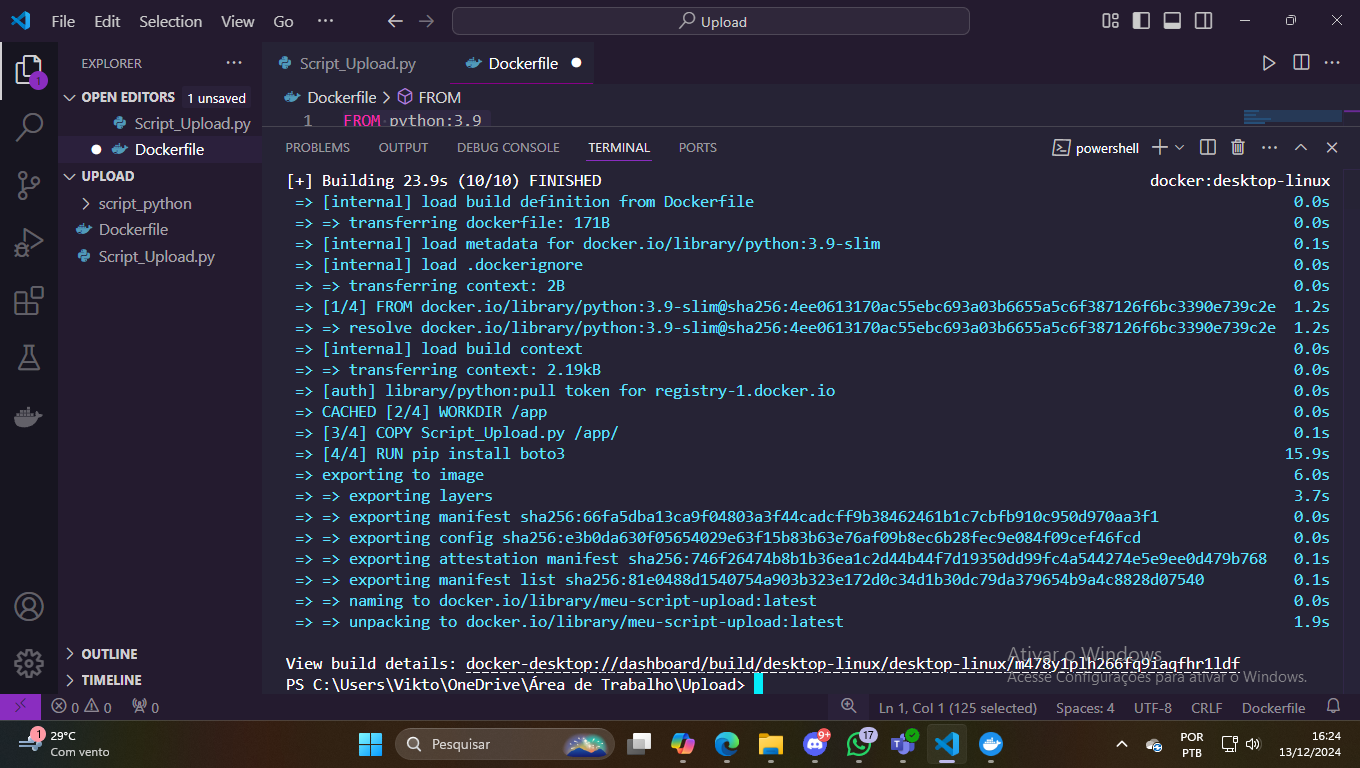 File Edit Selection View Go ··· Upload
EXPLORER ···
OPEN EDITORS 1 unsaved
Script_Upload.py
Dockerfile
UPLOAD
script_python
Dockerfile
Script_Upload.py
OUTLINE
TIMELINE
1
Script_Upload.py Dockerfile
Dockerfile > FROM
1 FROM python:3.9
PROBLEMS OUTPUT DEBUG CONSOLE TERMINAL PORTS powershell
[+] Building 23.9s (10/10) FINISHED docker:desktop-linux
=> [internal] load build definition from Dockerfile 0.0s
=> => transferring dockerfile: 171B 0.0s
=> [internal] load metadata for docker.io/library/python:3.9-slim 0.1s
=> [internal] load .dockerignore 0.0s
=> => transferring context: 2B 0.0s
=> [1/4] FROM docker.io/library/python:3.9-slim@sha256:4ee0613170ac55ebc693a03b6655a5c6f387126f6bc3390e739c2e 1.2s
=> => resolve docker.io/library/python:3.9-slim@sha256:4ee0613170ac55ebc693a03b6655a5c6f387126f6bc3390e739c2e 1.2s
=> [internal] load build context 0.0s
=> => transferring context: 2.19kB 0.0s
=> [auth] library/python:pull token for registry-1.docker.io 0.0s
=> CACHED [2/4] WORKDIR /app 0.0s
=> [3/4] COPY Script_Upload.py /app/ 0.1s
=> [4/4] RUN pip install boto3 15.9s
=> exporting to image 6.0s
=> => exporting layers 3.7s
=> => exporting manifest sha256:66fa5dba13ca9f04803a3f44cadcff9b38462461b1c7cbfb910c950d970aa3f1 0.0s
=> => exporting config sha256:e3b0da630f05654029e63f15b83b63e76af09b8ec6b28fec9e084f09cef46fcd 0.0s
=> => exporting attestation manifest sha256:746f26474b8b1b36ea1c2d44b44f7d19350dd99fc4a544274e5e9ee0d479b768 0.1s
=> => exporting manifest list sha256:81e0488d1540754a903b323e172d0c34d1b30dc79da379654b9a4c8828d07540 0.1s
=> => naming to docker.io/library/meu-script-upload:latest 0.0s
=> => unpacking to docker.io/library/meu-script-upload:latest 1.9s
View build details: docker-desktop://dashboard/build/desktop-linux/desktop-linux/m478y1plh266fq9iaqfhr1ldf
PS C:\Users\Vikto\OneDrive\Área de Trabalho\Upload>
Ativar o Windows
Acesse Configurações para ativar o Windows.
0 0 0 Ln 1, Col 1 (125 selected) Spaces: 4 UTF-8 CRLF Dockerfile
1 29°C
Com vento
Pesquisar
9+ 17
POR
PTB
16:24
13/12/2024